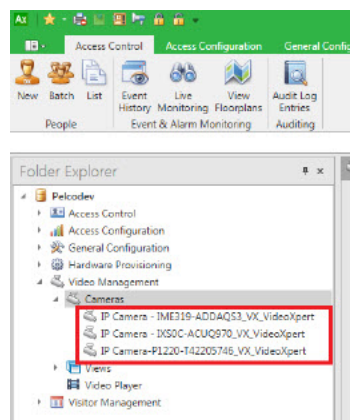 Ax
Access Control Access Configuration General Config
New Batch List Event History Live Monitoring View Floorplans Audit Log Entries
People Event & Alarm Monitoring Auditing
Folder Explorer
Pelcodev
Access Control
Access Configuration
General Configuration
Hardware Provisioning
Video Management
Cameras
IP Camera - IME319-ADDAQS3_VX_VideoXpert
IP Camera - IXS0C-ACUQ970_VX_VideoXpert
IP Camera-P1220-T42205746_VX_VideoXpert
Views
Video Player
Visitor Management